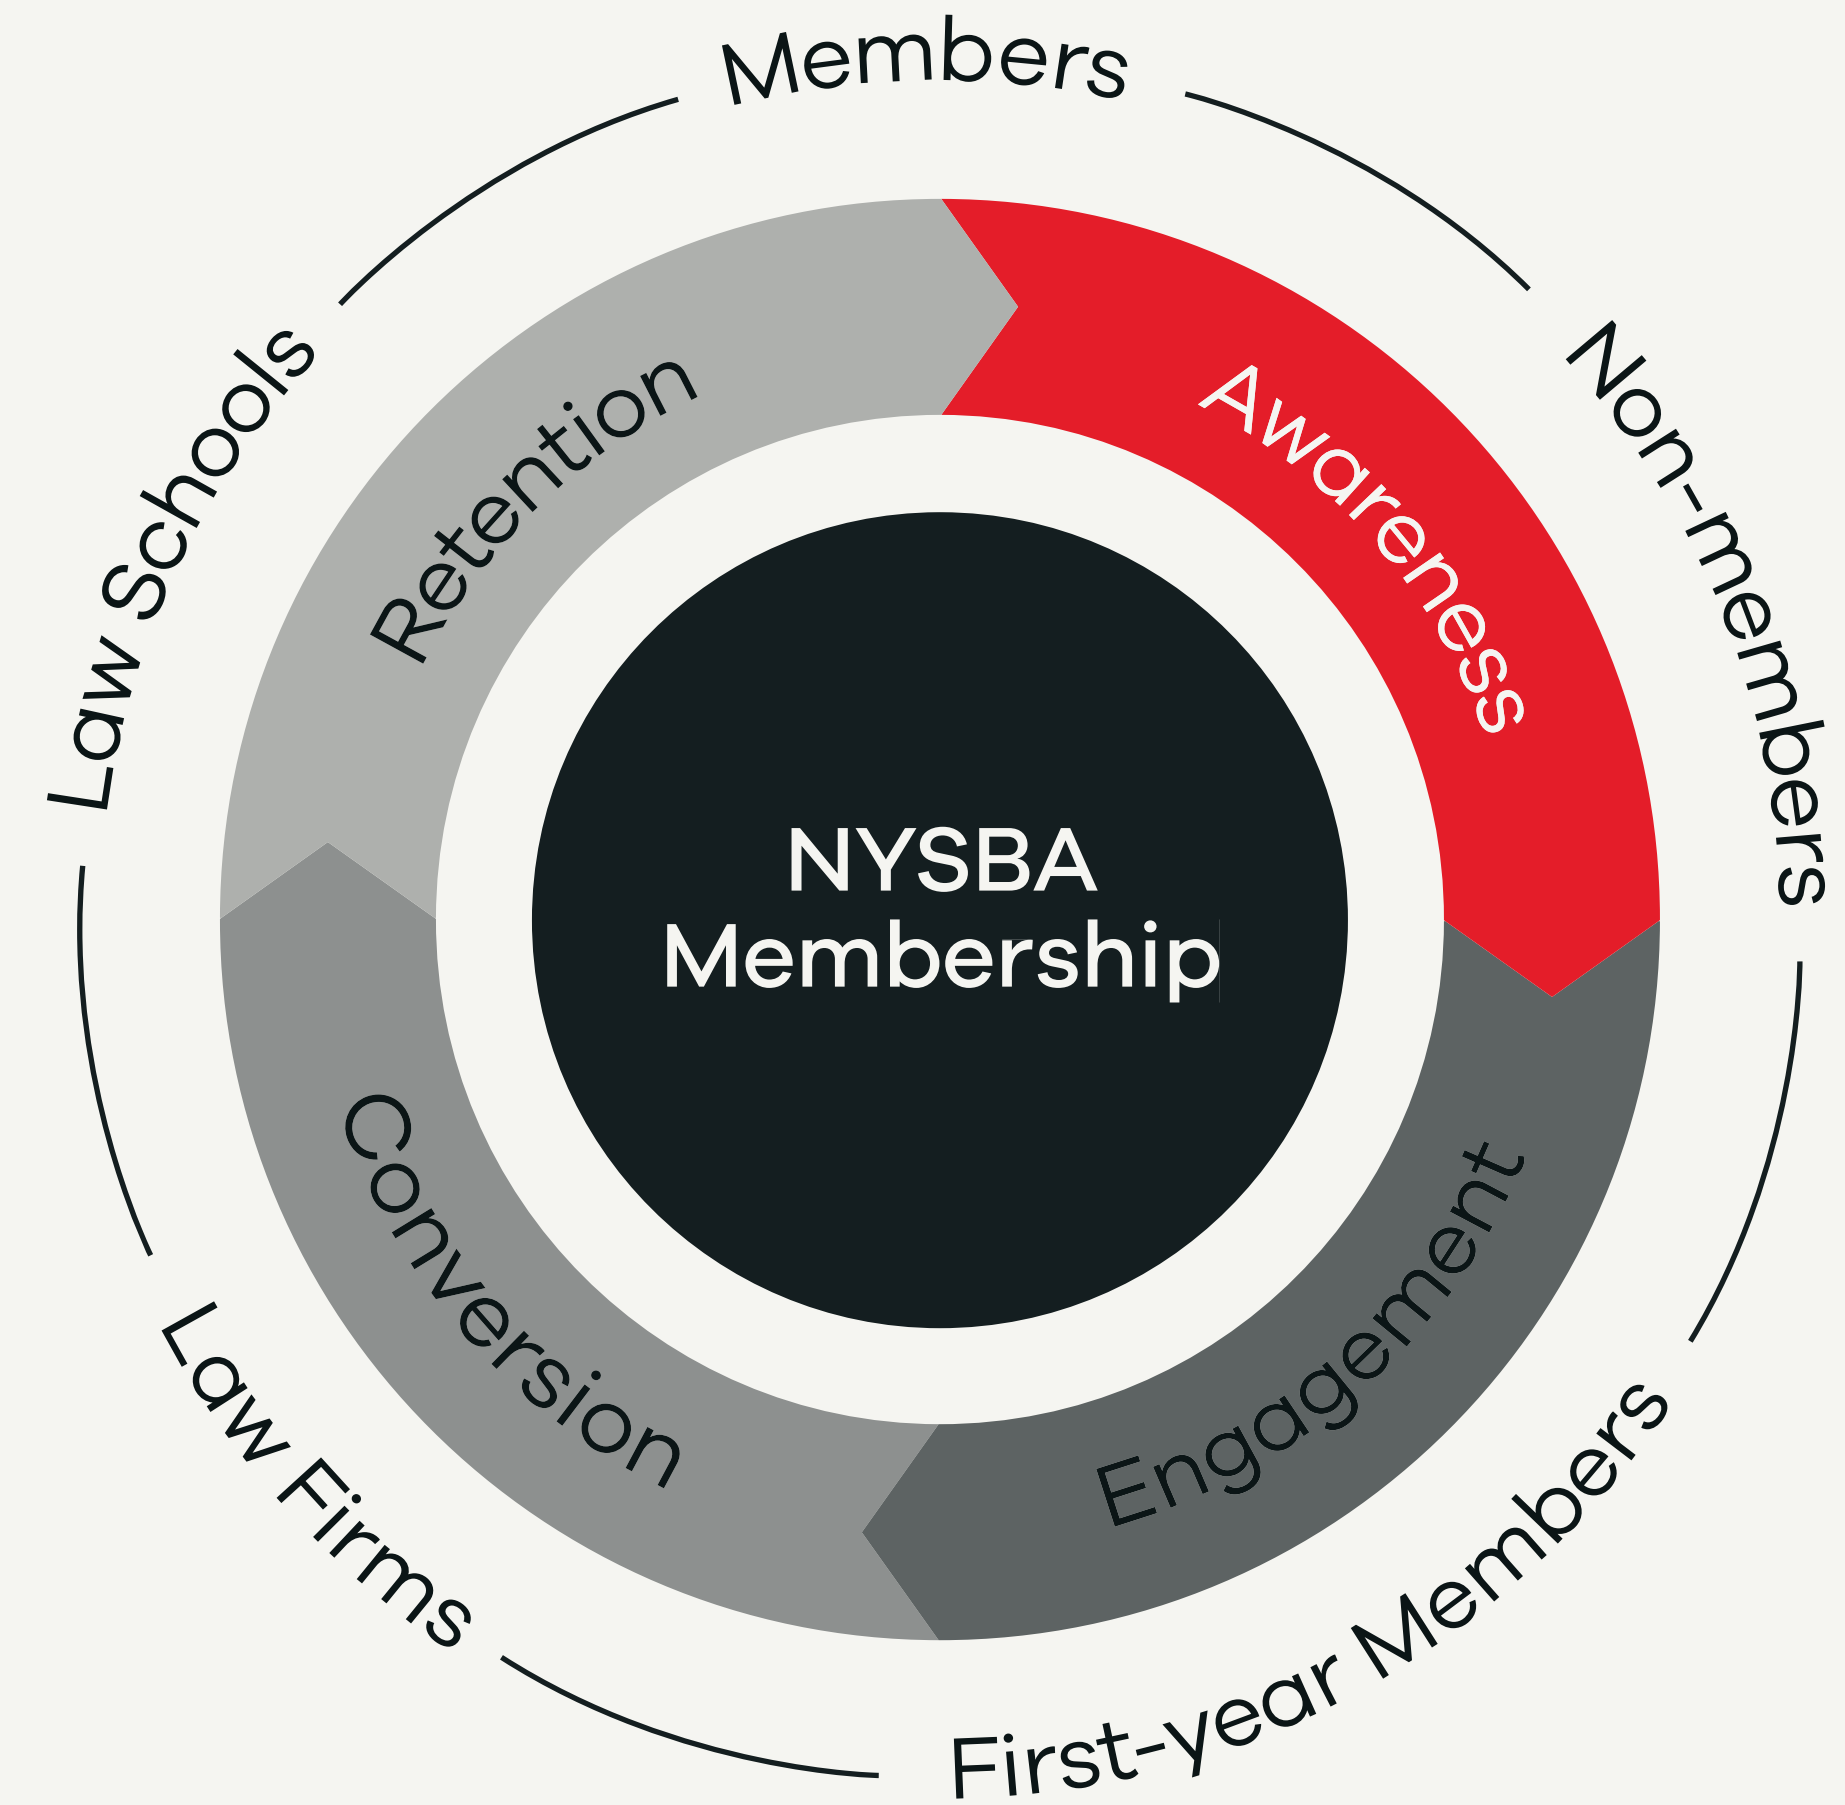 Members
Non-members
First-year Members
Law Firms
Law Schools
Awareness
Engagement
Conversion
Retention
NYSBA
Membership